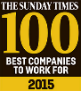 THE SUNDAY TIMES
100
BEST COMPANIES
TO WORK FOR
2015